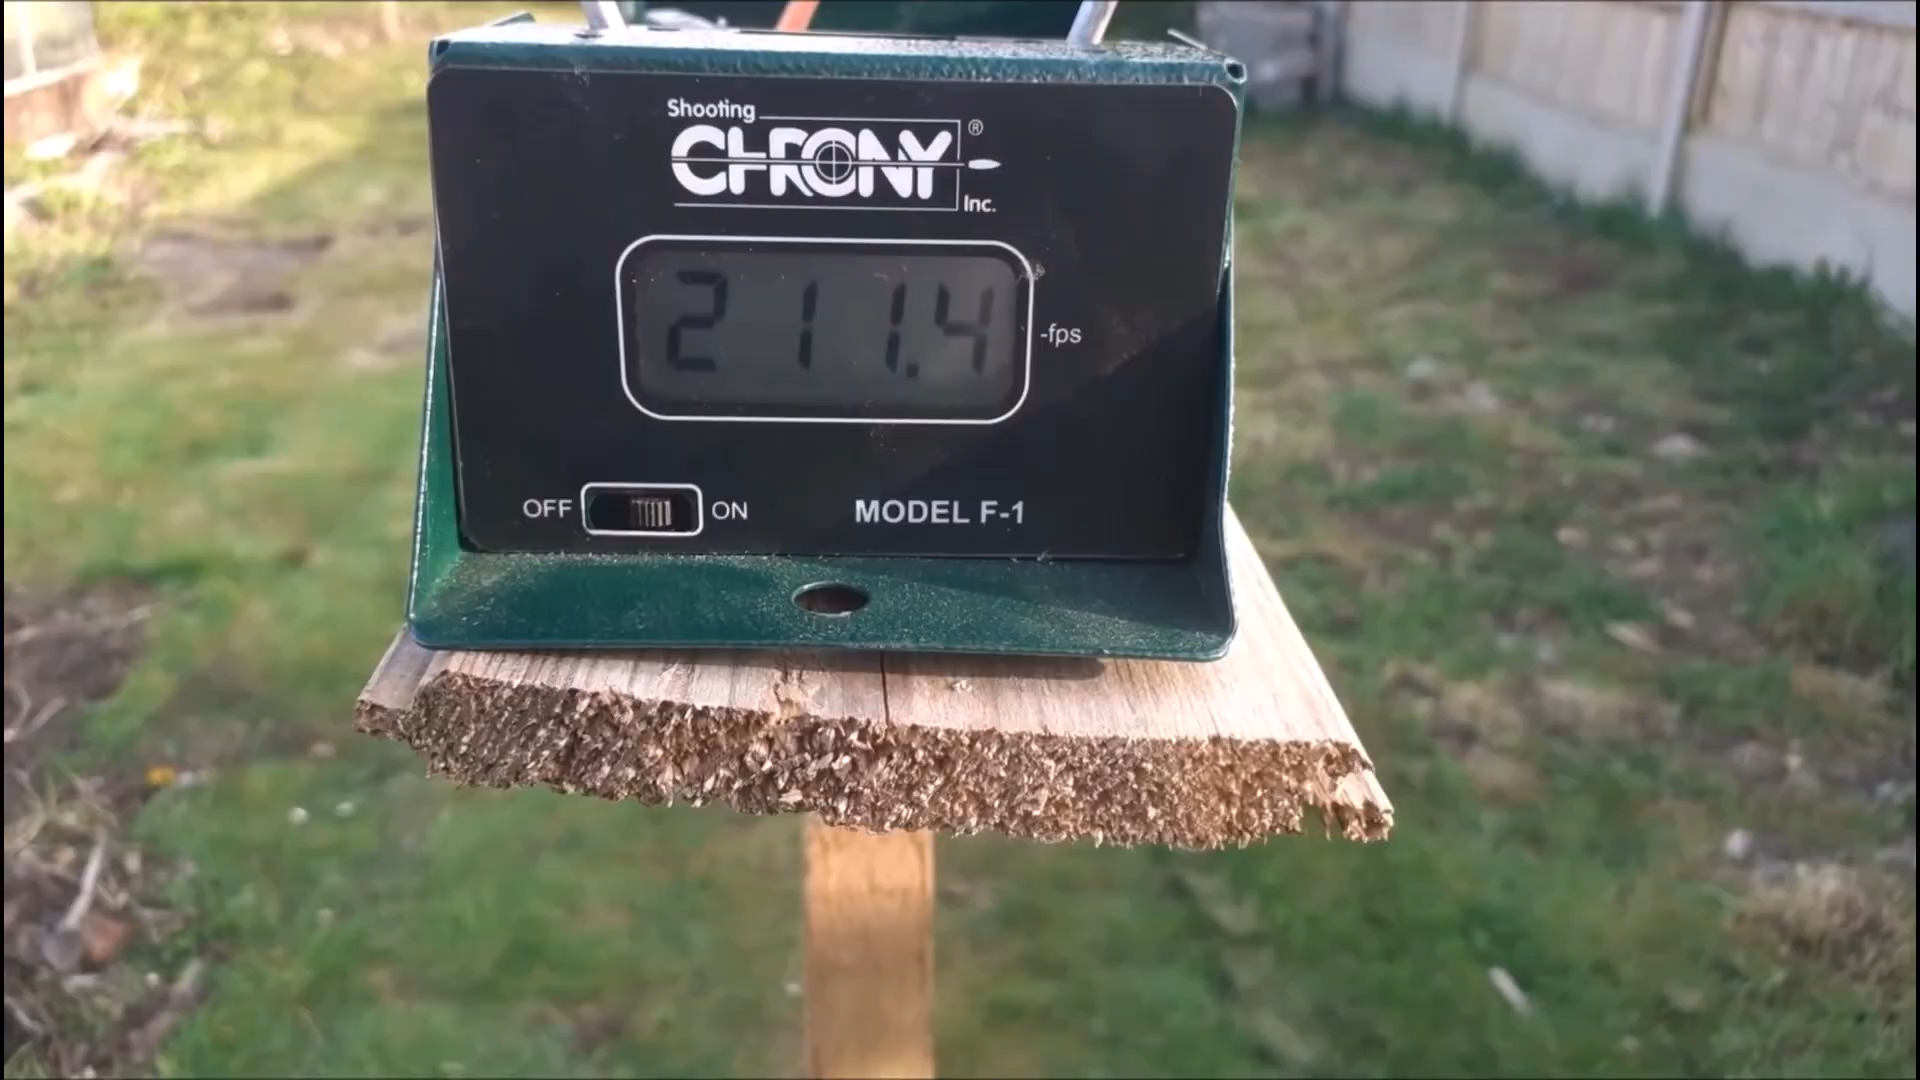 Shooting
CHRONY®
Inc.
211.4
-fps
OFF ON
MODEL F-1